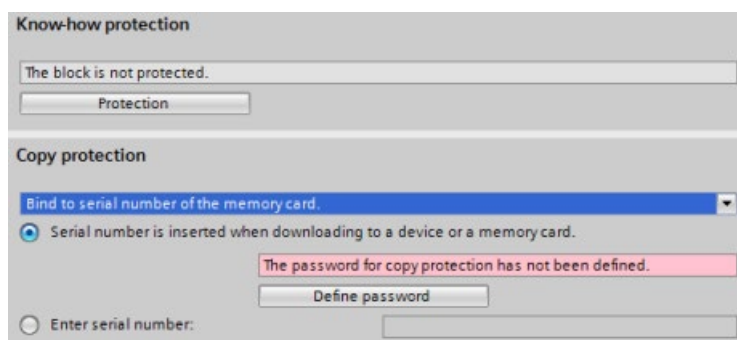 Know-how protection
The block is not protected.
Protection
Copy protection
Bind to serial number of the memory card.
Serial number is inserted when downloading to a device or a memory card.
The password for copy protection has not been defined.
Define password
Enter serial number: